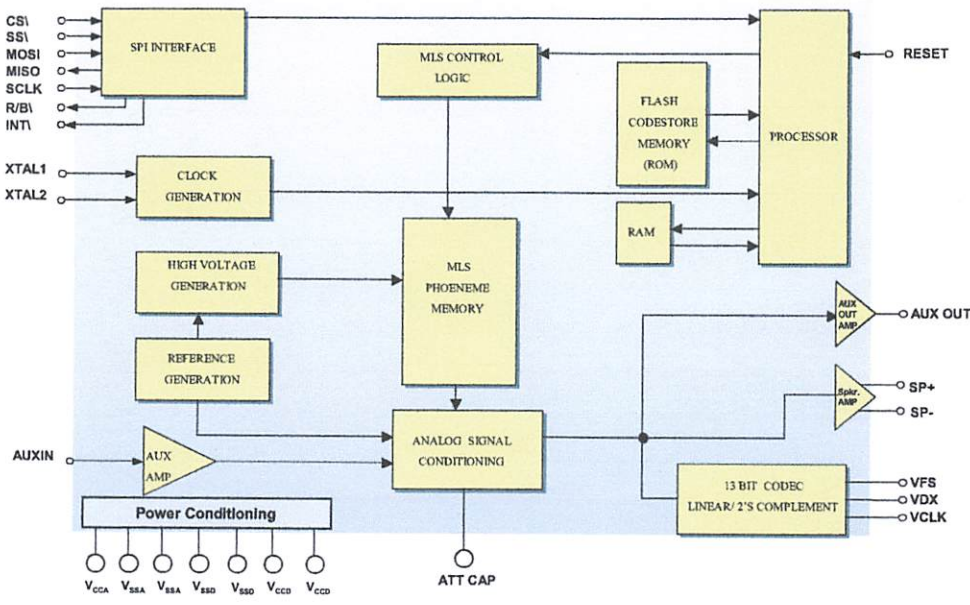 CS\
SS\
MOSI
MISO
SCLK
R/B\
INT\
SPI INTERFACE
MLS CONTROL
LOGIC
RESET
FLASH
CODESTORE
MEMORY
(ROM)
PROCESSOR
XTAL1
XTAL2
CLOCK
GENERATION
RAM
HIGH VOLTAGE
GENERATION
MLS
PHOENEME
MEMORY
AUX
OUT
AMP
AUX OUT
REFERENCE
GENERATION
Spkr.
AMP
SP+
SP-
AUXIN
AUX
AMP
ANALOG SIGNAL
CONDITIONING
13 BIT CODEC
LINEAR/ 2'S COMPLEMENT
VFS
VDX
VCLK
Power Conditioning
ATT CAP
VCCA VSSA VSSA VSSD VSSD VCCD VCCD